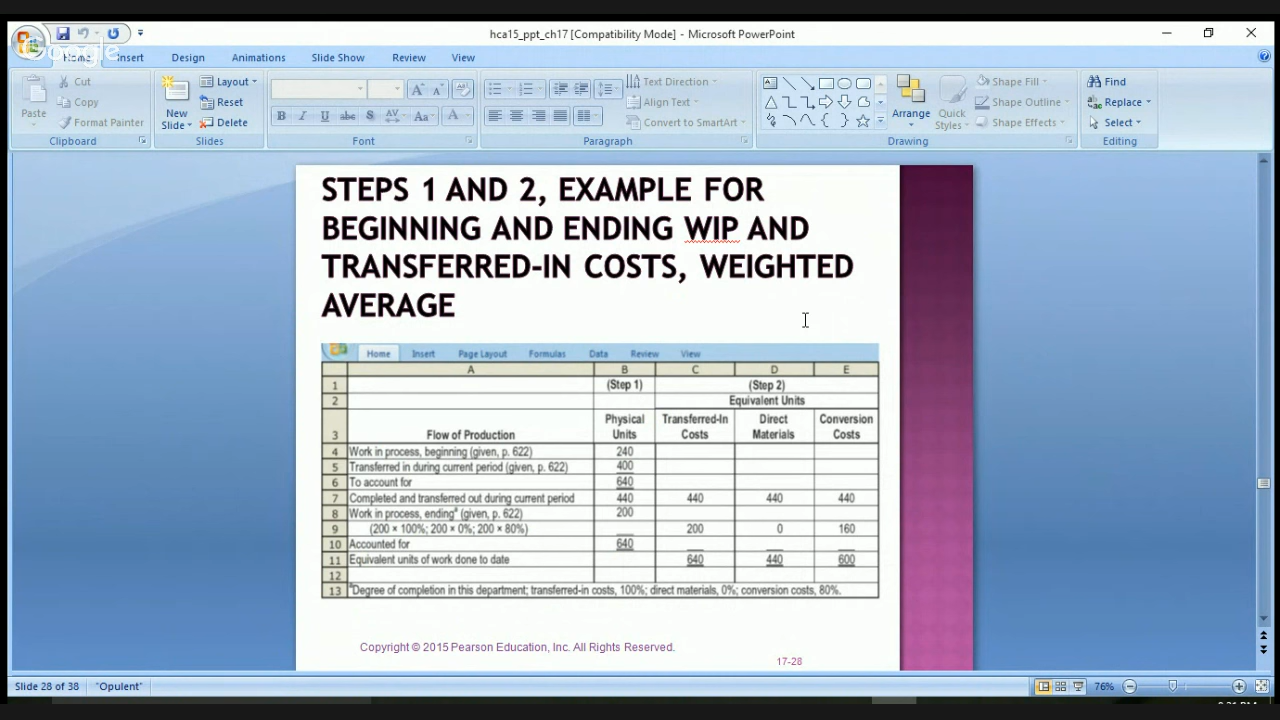 hca15_ppt_ch17 [Compatibility Mode] - Microsoft PowerPoint
Google
Home Insert Design Animations Slide Show Review View
Cut Layout Text Direction Shape Fill Find
Paste Copy New Slide Reset Align Text Arrange Quick Styles Shape Outline Replace
Format Painter Delete Convert to SmartArt Shape Effects Select
Clipboard Slides Font Paragraph Drawing Editing
STEPS 1 AND 2, EXAMPLE FOR
BEGINNING AND ENDING WIP AND
TRANSFERRED-IN COSTS, WEIGHTED
AVERAGE
Home Insert Page Layout Formulas Data Review View
A B C D E
1 (Step 1) (Step 2)
2 Equivalent Units
Physical Transferred-In Direct Conversion
3 Flow of Production Units Costs Materials Costs
4 Work in process, beginning (given, p. 622) 240
5 Transferred in during current period (given, p. 622) 400
6 To account for 640
7 Completed and transferred out during current period 440 440 440 440
8 Work in process, endingª (given, p. 622) 200
9 (200 × 100%; 200 × 0%; 200 × 80%) 200 0 160
10 Accounted for 640
11 Equivalent units of work done to date 640 440 600
12
13 ªDegree of completion in this department; transferred-in costs, 100%; direct materials, 0%; conversion costs, 80%.
Copyright © 2015 Pearson Education, Inc. All Rights Reserved.
17-28
Slide 28 of 38 "Opulent" 76%